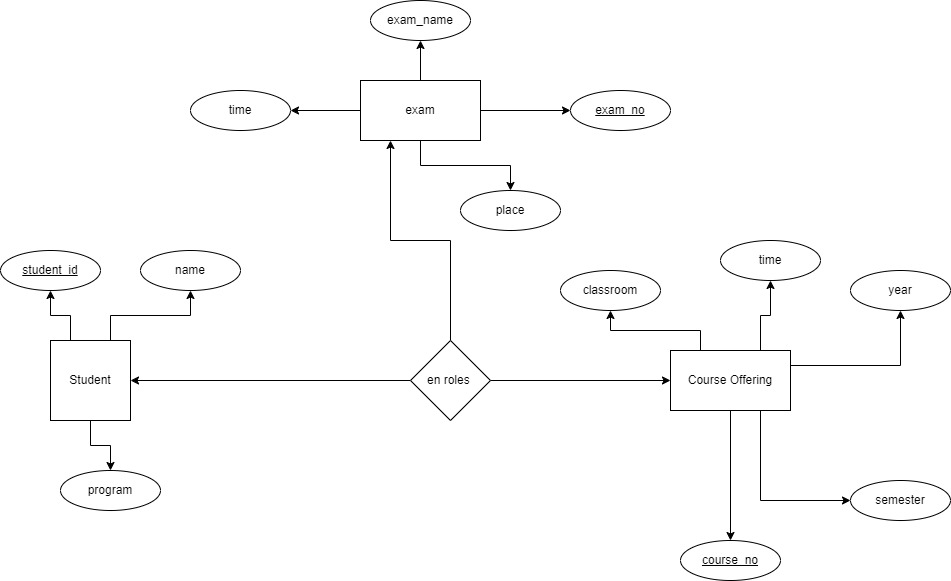 exam_name
time
exam
exam_no
place
student_id
name
classroom
time
year
Student
en roles
Course Offering
program
semester
course_no